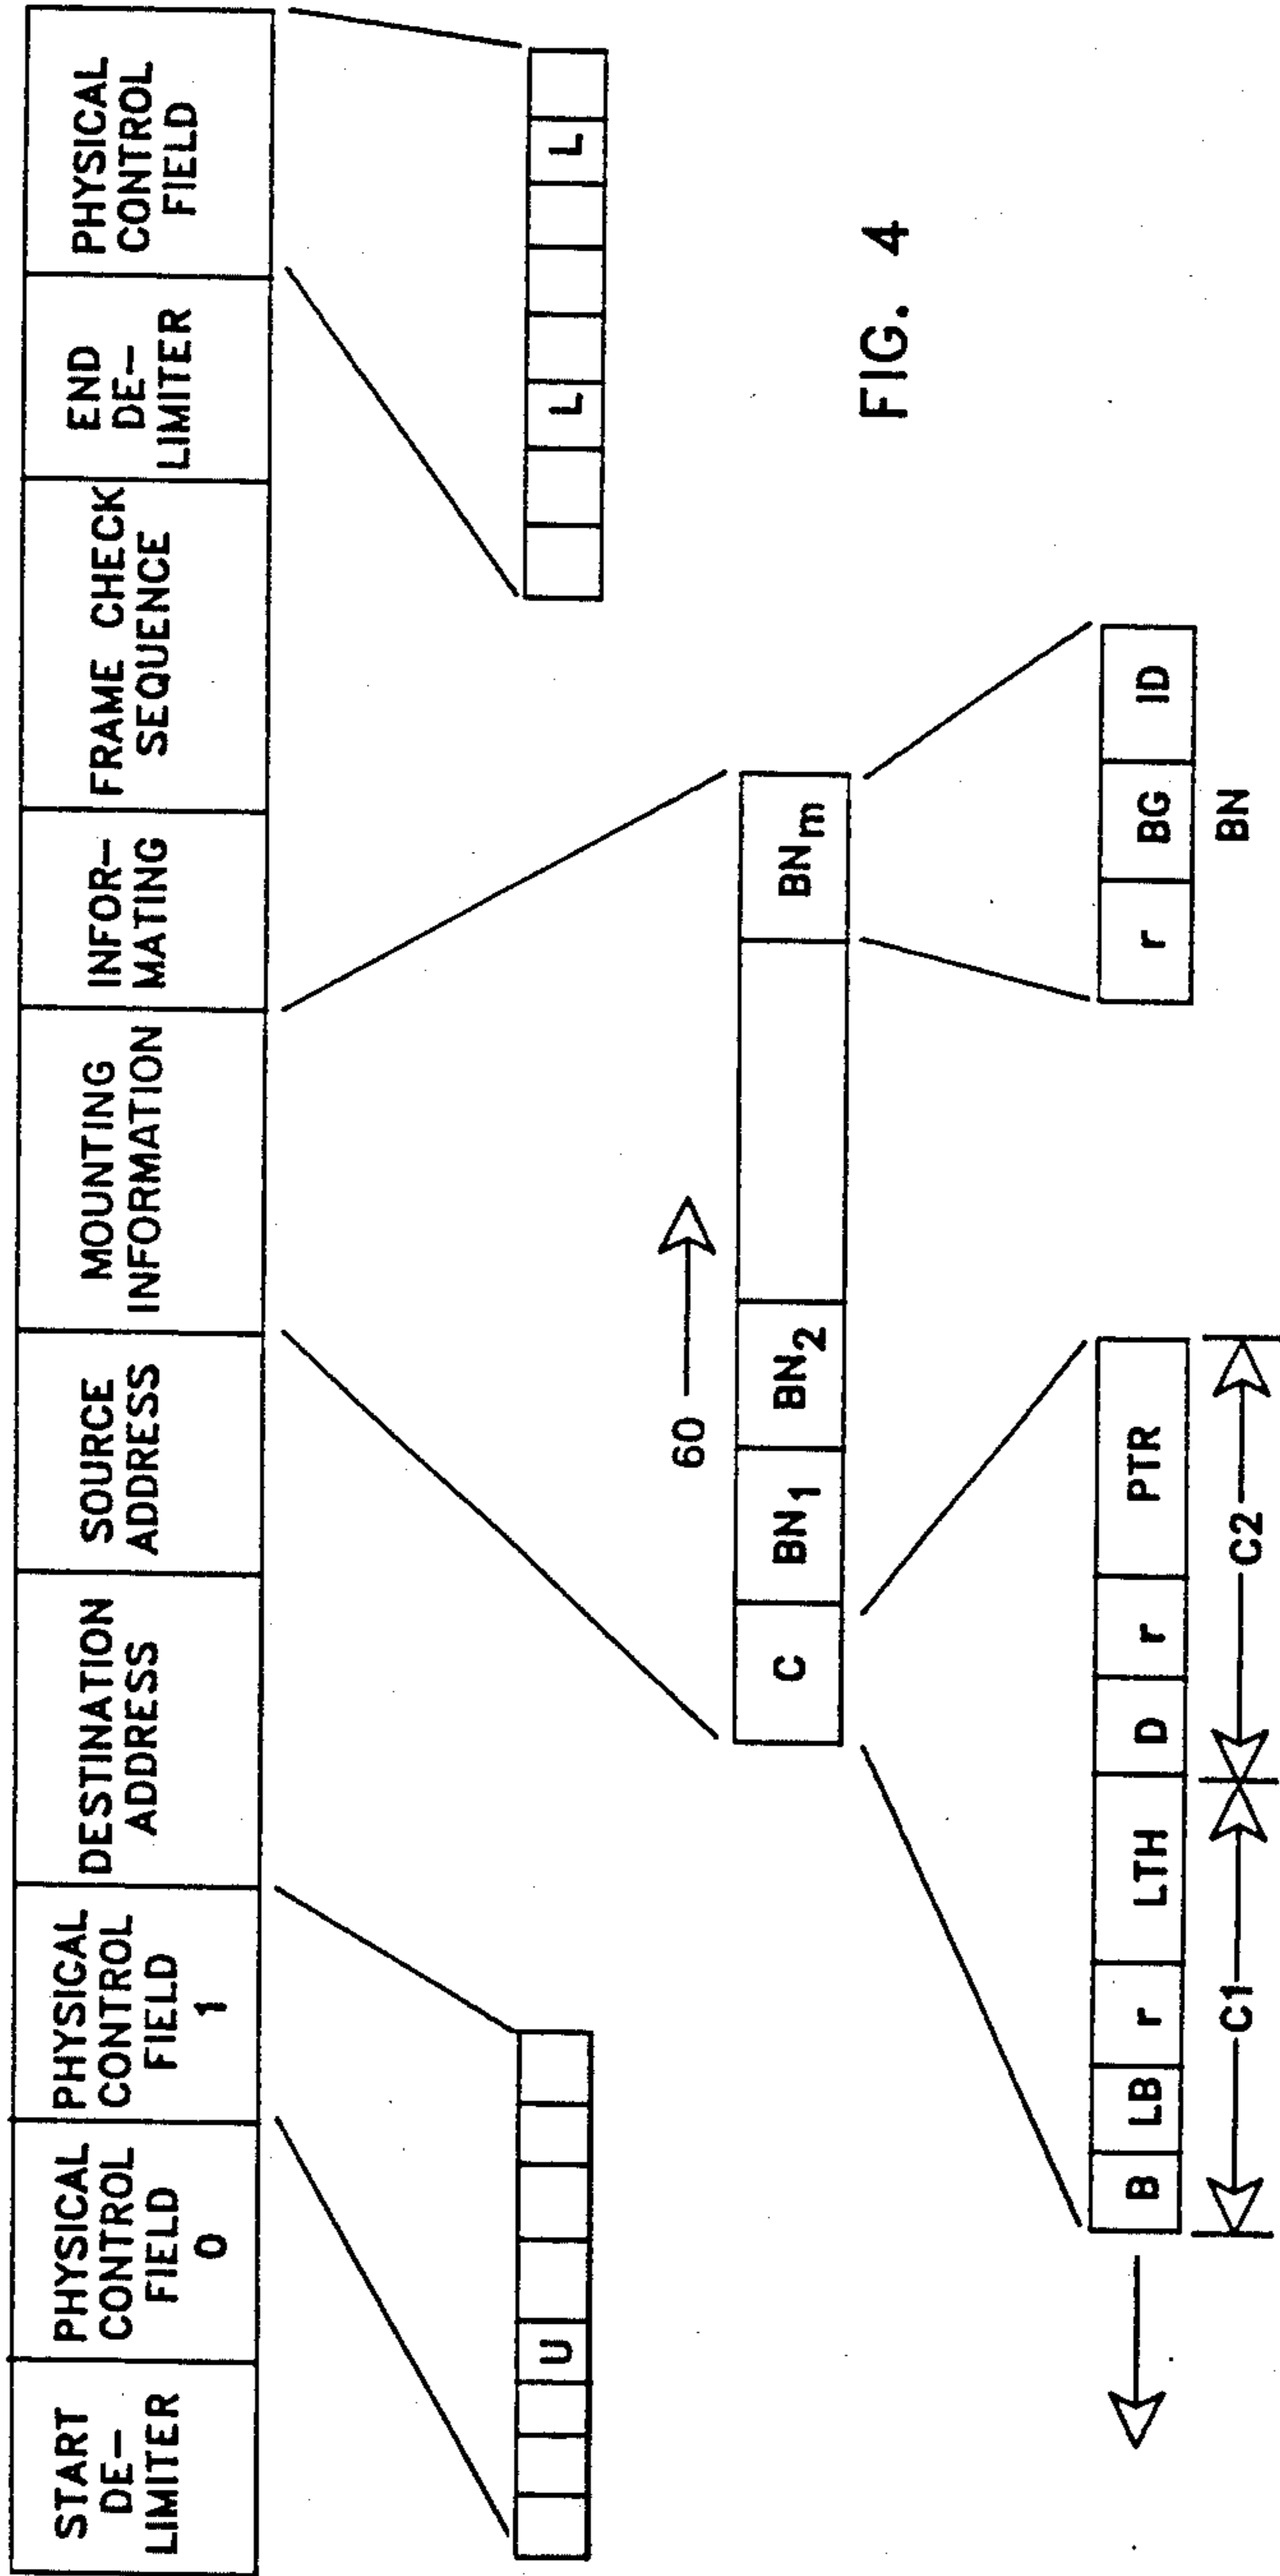 START
DE-
LIMITER
PHYSICAL
CONTROL
FIELD
0
PHYSICAL
CONTROL
FIELD
1
DESTINATION
ADDRESS
SOURCE
ADDRESS
MOUNTING
INFORMATION
INFOR-
MATING
FRAME CHECK
SEQUENCE
END
DE-
LIMITER
PHYSICAL
CONTROL
FIELD
U
L
L
60
C
BN1
BN2
BNm
FIG. 4
B
LB
r
LTH
D
r
PTR
C1
C2
r
BG
ID
BN